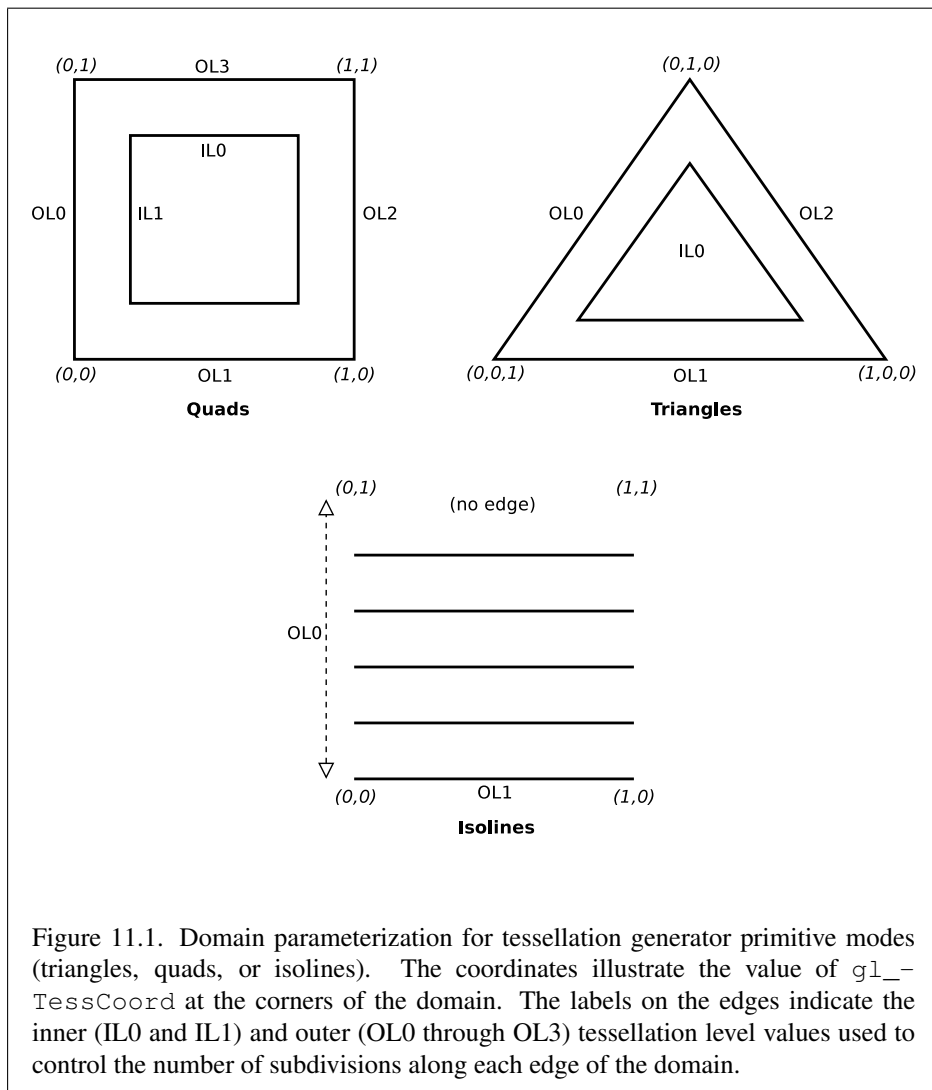 (0,1) OL3 (1,1)
IL0
OL0 IL1 OL2
(0,0) OL1 (1,0)
Quads
(0,1,0)
OL0 OL2
IL0
(0,0,1) OL1 (1,0,0)
Triangles
(0,1) (no edge) (1,1)
OL0
(0,0) OL1 (1,0)
Isolines
Figure 11.1. Domain parameterization for tessellation generator primitive modes
(triangles, quads, or isolines). The coordinates illustrate the value of gl_-
TessCoord at the corners of the domain. The labels on the edges indicate the
inner (IL0 and IL1) and outer (OL0 through OL3) tessellation level values used to
control the number of subdivisions along each edge of the domain.